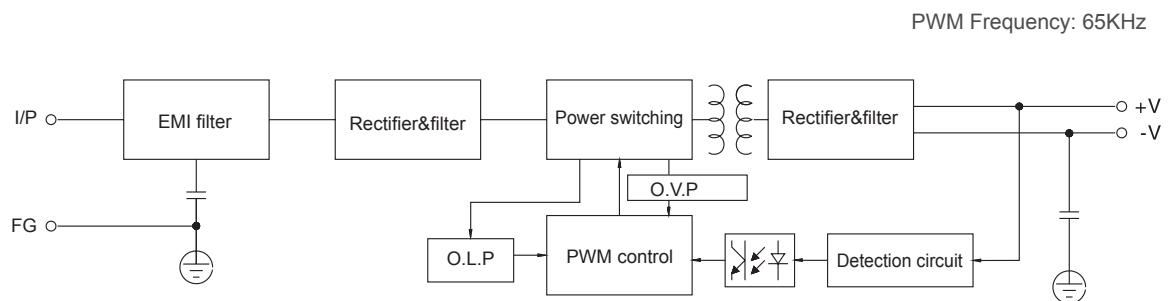 PWM Frequency: 65KHz
I/P
EMI filter
Rectifier&filter
Power switching
Rectifier&filter
+V
-V
O.V.P
FG
O.L.P
PWM control
Detection circuit